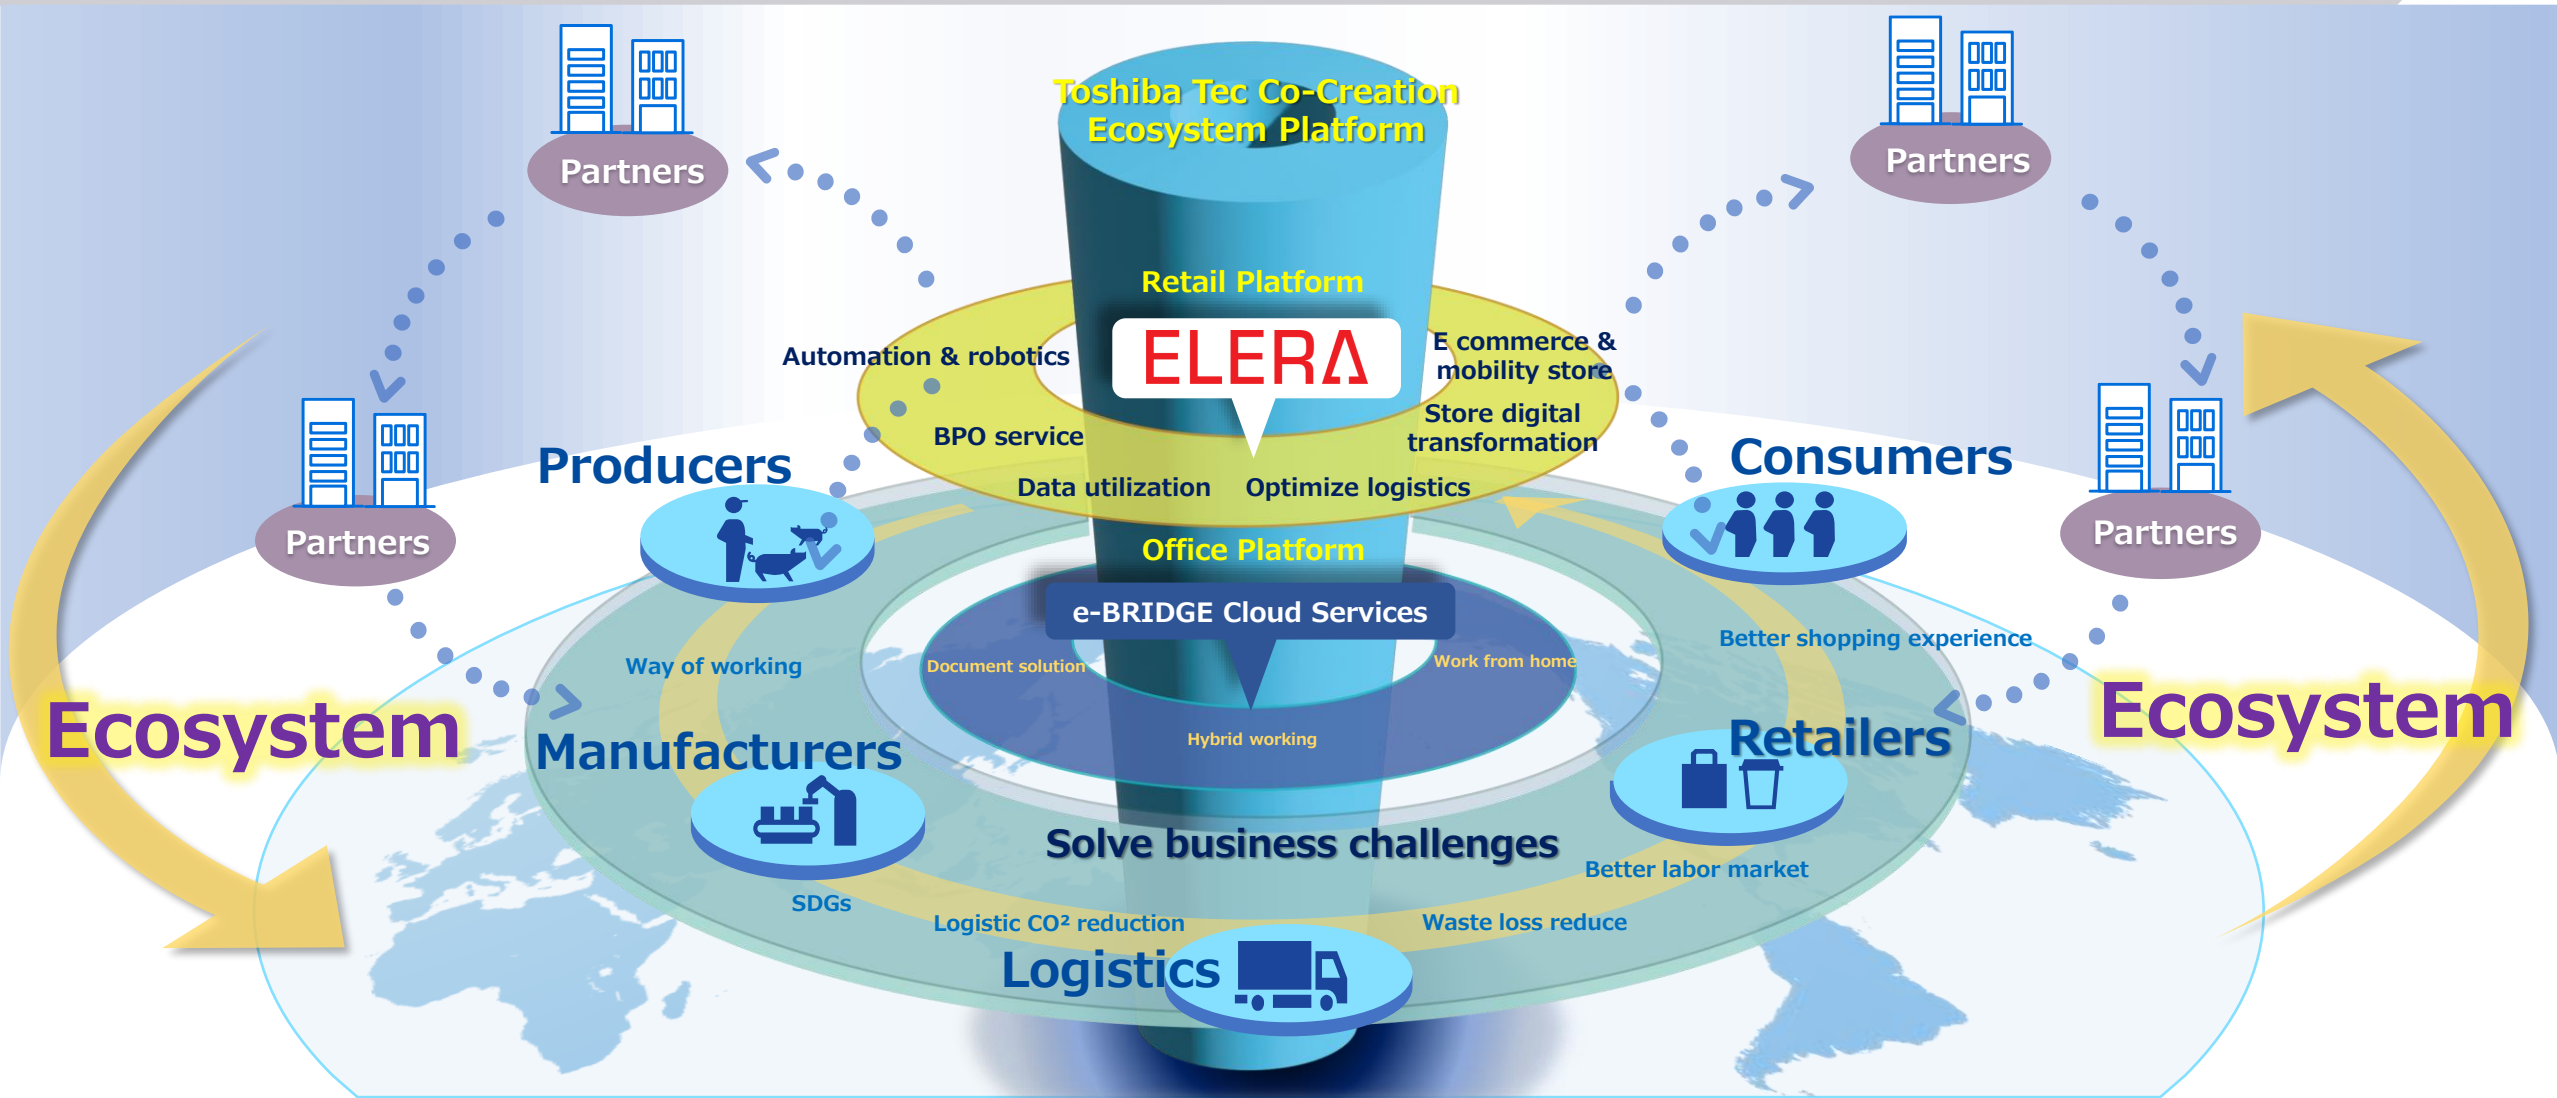 Toshiba Tec Co-Creation
Ecosystem Platform
Partners
Partners
Retail Platform
ELERA
Automation & robotics
E commerce &
mobility store
BPO service
Store digital
transformation
Data utilization
Optimize logistics
Producers
Consumers
Partners
Partners
Office Platform
e-BRIDGE Cloud Services
Way of working
Document solution
Work from home
Better shopping experience
Hybrid working
Ecosystem
Ecosystem
Manufacturers
Retailers
Solve business challenges
Better labor market
SDGs
Logistic CO² reduction
Waste loss reduce
Logistics